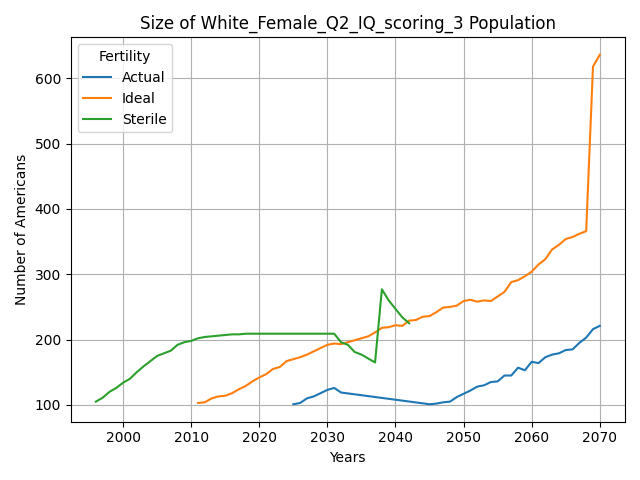 Size of White_Female_Q2_IQ_scoring_3 Population
Fertility
Actual
Ideal
Sterile
Number of Americans
600
500
400
300
200
100
2000
2010
2020
2030
2040
2050
2060
2070
Years